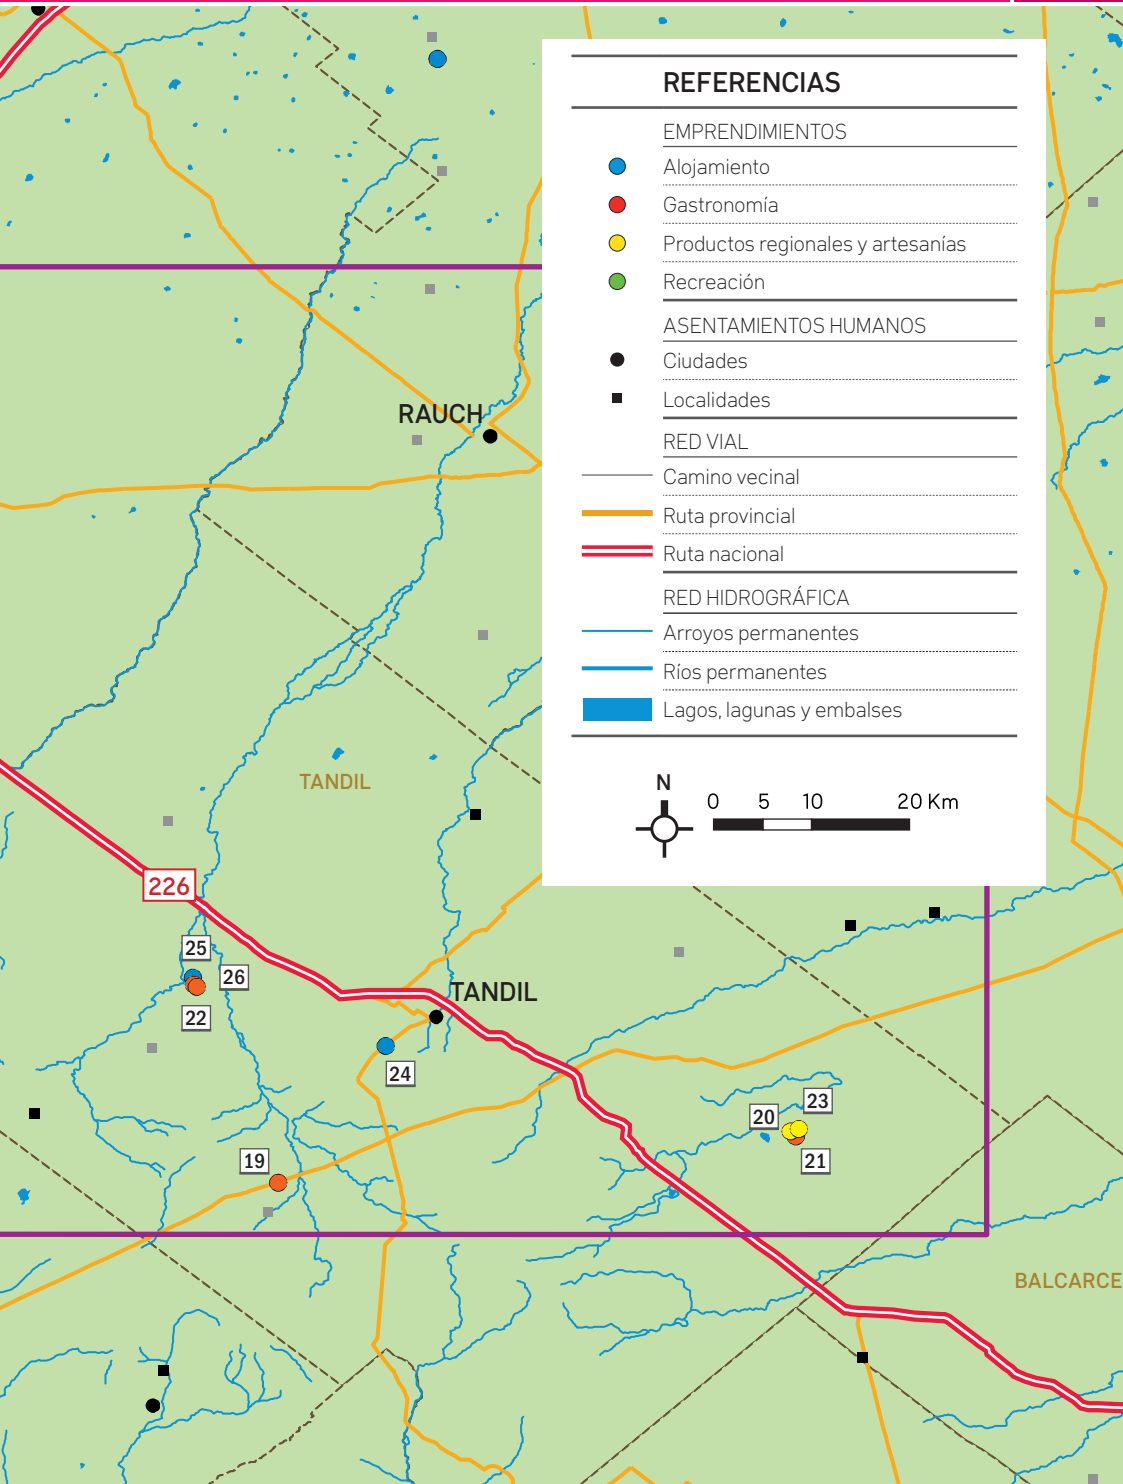 REFERENCIAS
EMPRENDIMIENTOS
Alojamiento
Gastronomía
Productos regionales y artesanías
Recreación
ASENTAMIENTOS HUMANOS
Ciudades
Localidades
RED VIAL
Camino vecinal
Ruta provincial
Ruta nacional
RED HIDROGRÁFICA
Arroyos permanentes
Ríos permanentes
Lagos, lagunas y embalses
N
0 5 10 20 Km
RAUCH
TANDIL
226
25
26
22
TANDIL
24
23
20
21
19
BALCARCE